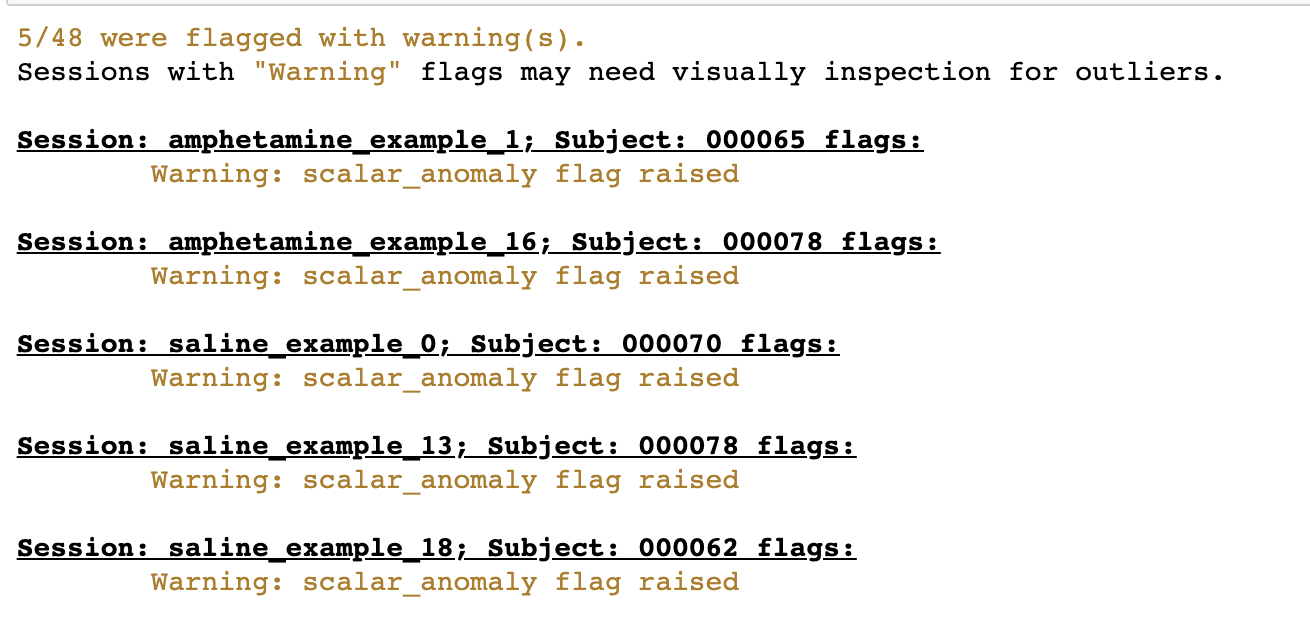 5/48 were flagged with warning(s).
Sessions with "Warning" flags may need visually inspection for outliers.
Session: amphetamine_example_1; Subject: 000065 flags:
Warning: scalar_anomaly flag raised
Session: amphetamine_example_16; Subject: 000078 flags:
Warning: scalar_anomaly flag raised
Session: saline_example_0; Subject: 000070 flags:
Warning: scalar_anomaly flag raised
Session: saline_example_13; Subject: 000078 flags:
Warning: scalar_anomaly flag raised
Session: saline_example_18; Subject: 000062 flags:
Warning: scalar_anomaly flag raised